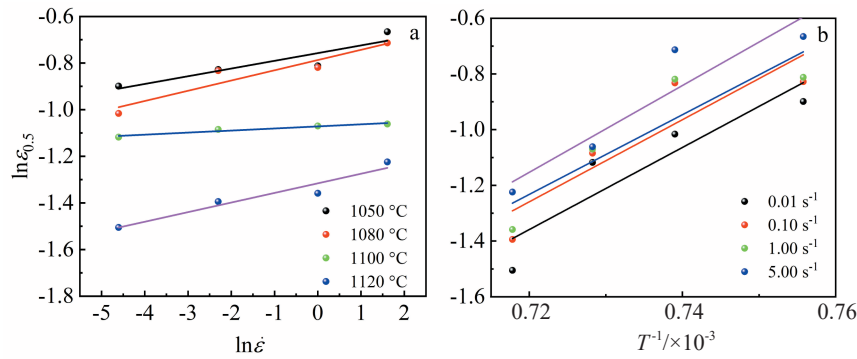 a
-0.6
-0.8
-1.0
-1.2
-1.4
-1.6
-1.8
lnε0.5
-5 -4 -3 -2 -1 0 1 2
lnε̇
1050 °C
1080 °C
1100 °C
1120 °C
b
-0.6
-0.8
-1.0
-1.2
-1.4
-1.6
0.72 0.74 0.76
T⁻¹/×10⁻³
0.01 s⁻¹
0.10 s⁻¹
1.00 s⁻¹
5.00 s⁻¹